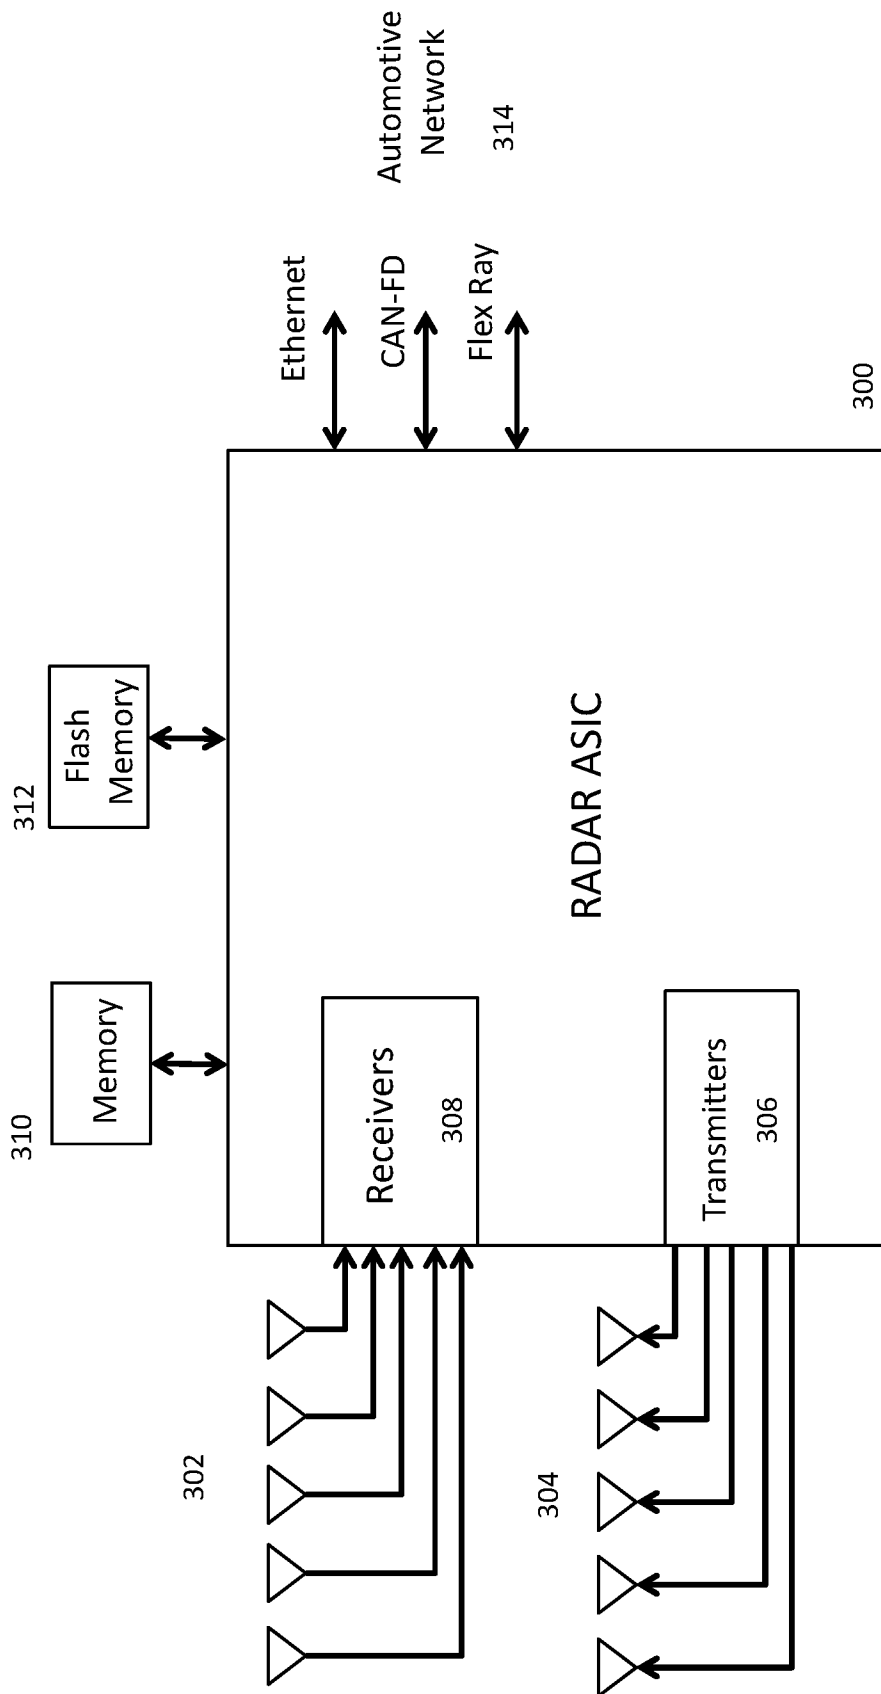 310
Memory
312
Flash
Memory
302
Receivers
308
304
Transmitters
306
RADAR ASIC
300
Ethernet
CAN-FD
Flex Ray
Automotive
Network
314